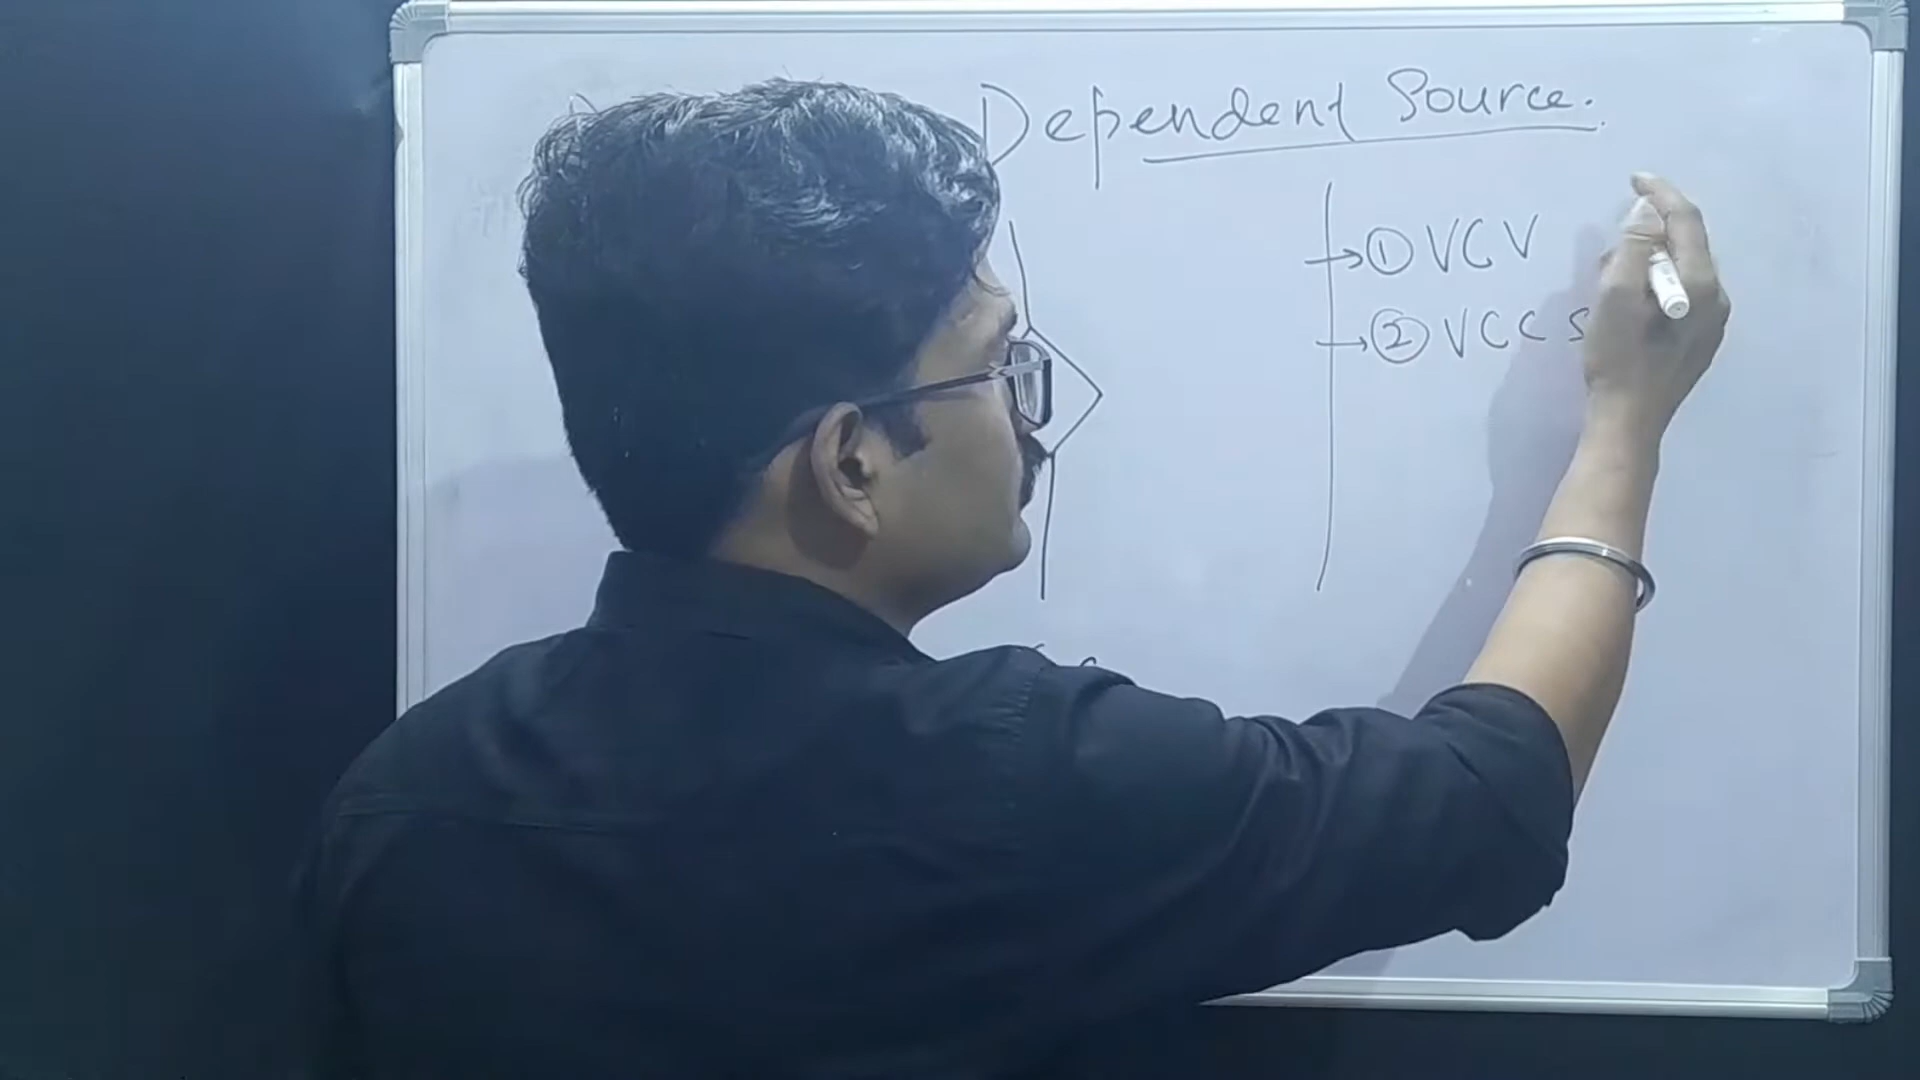 Dependent Source.
→ ① VCV
→ ② VCCS